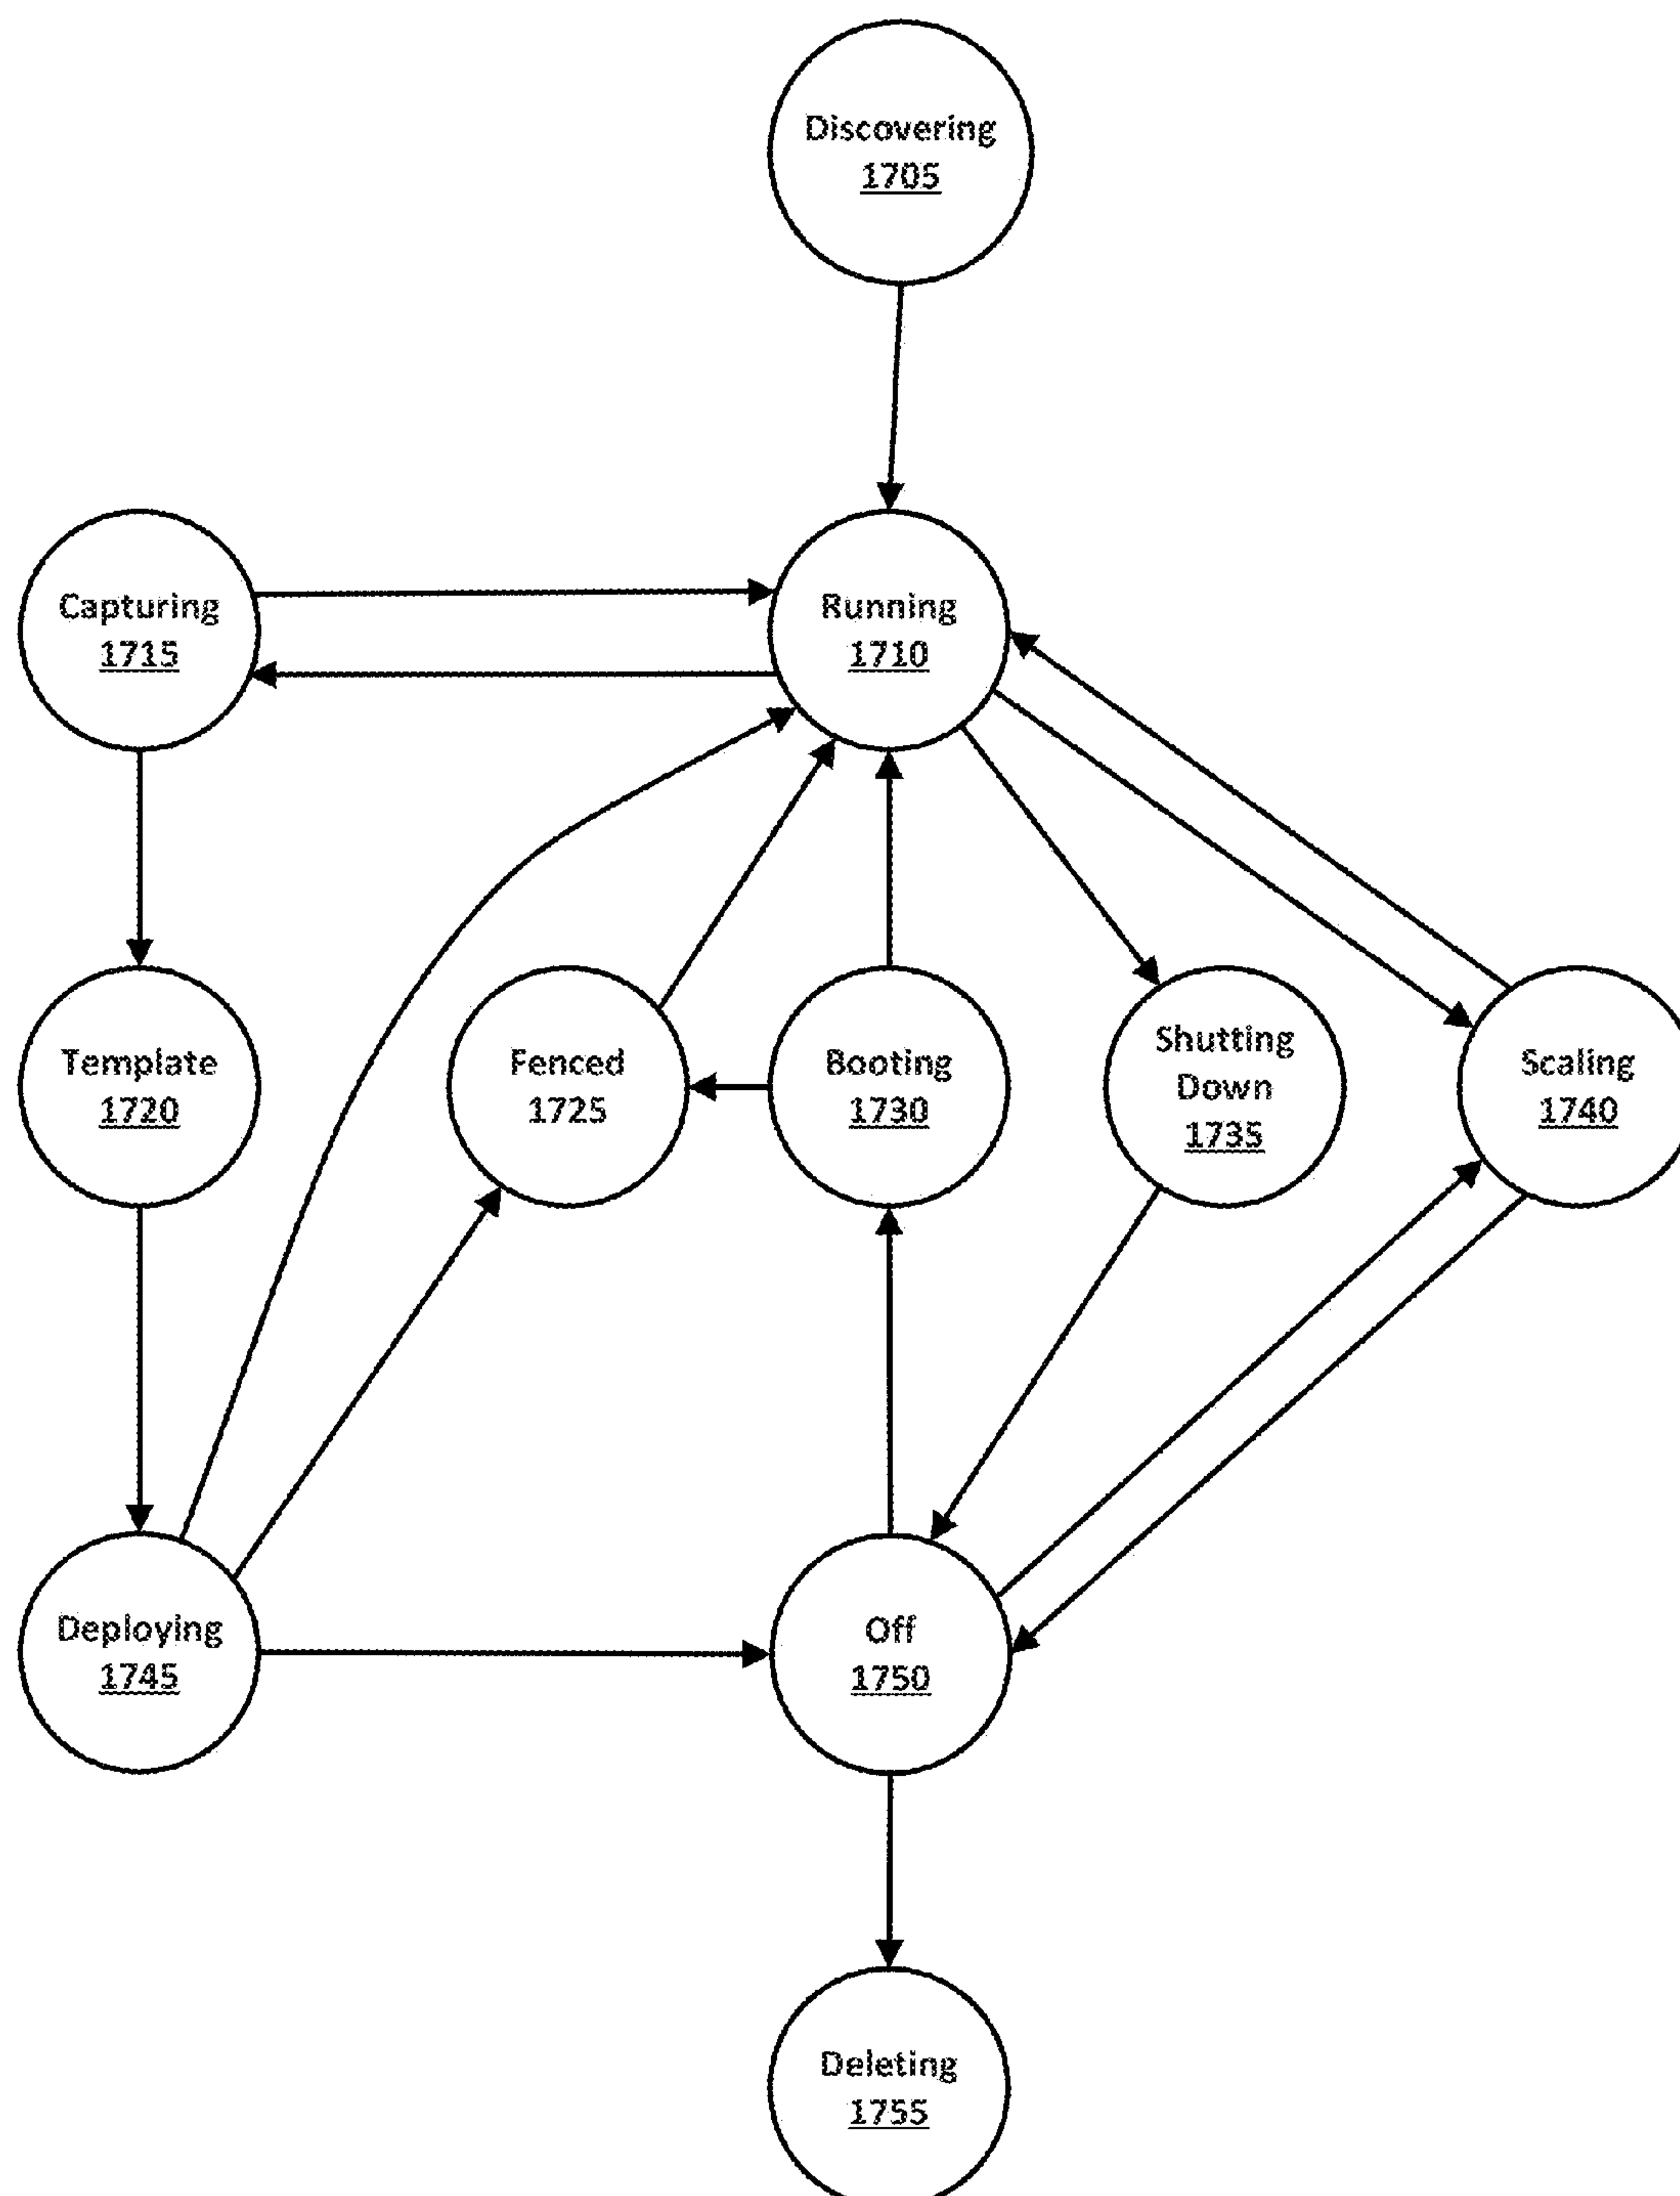 Discovering
1705
Capturing
1715
Running
1710
Template
1720
Fenced
1725
Booting
1730
Shutting
Down
1735
Scaling
1740
Deploying
1745
Off
1750
Deleting
1755